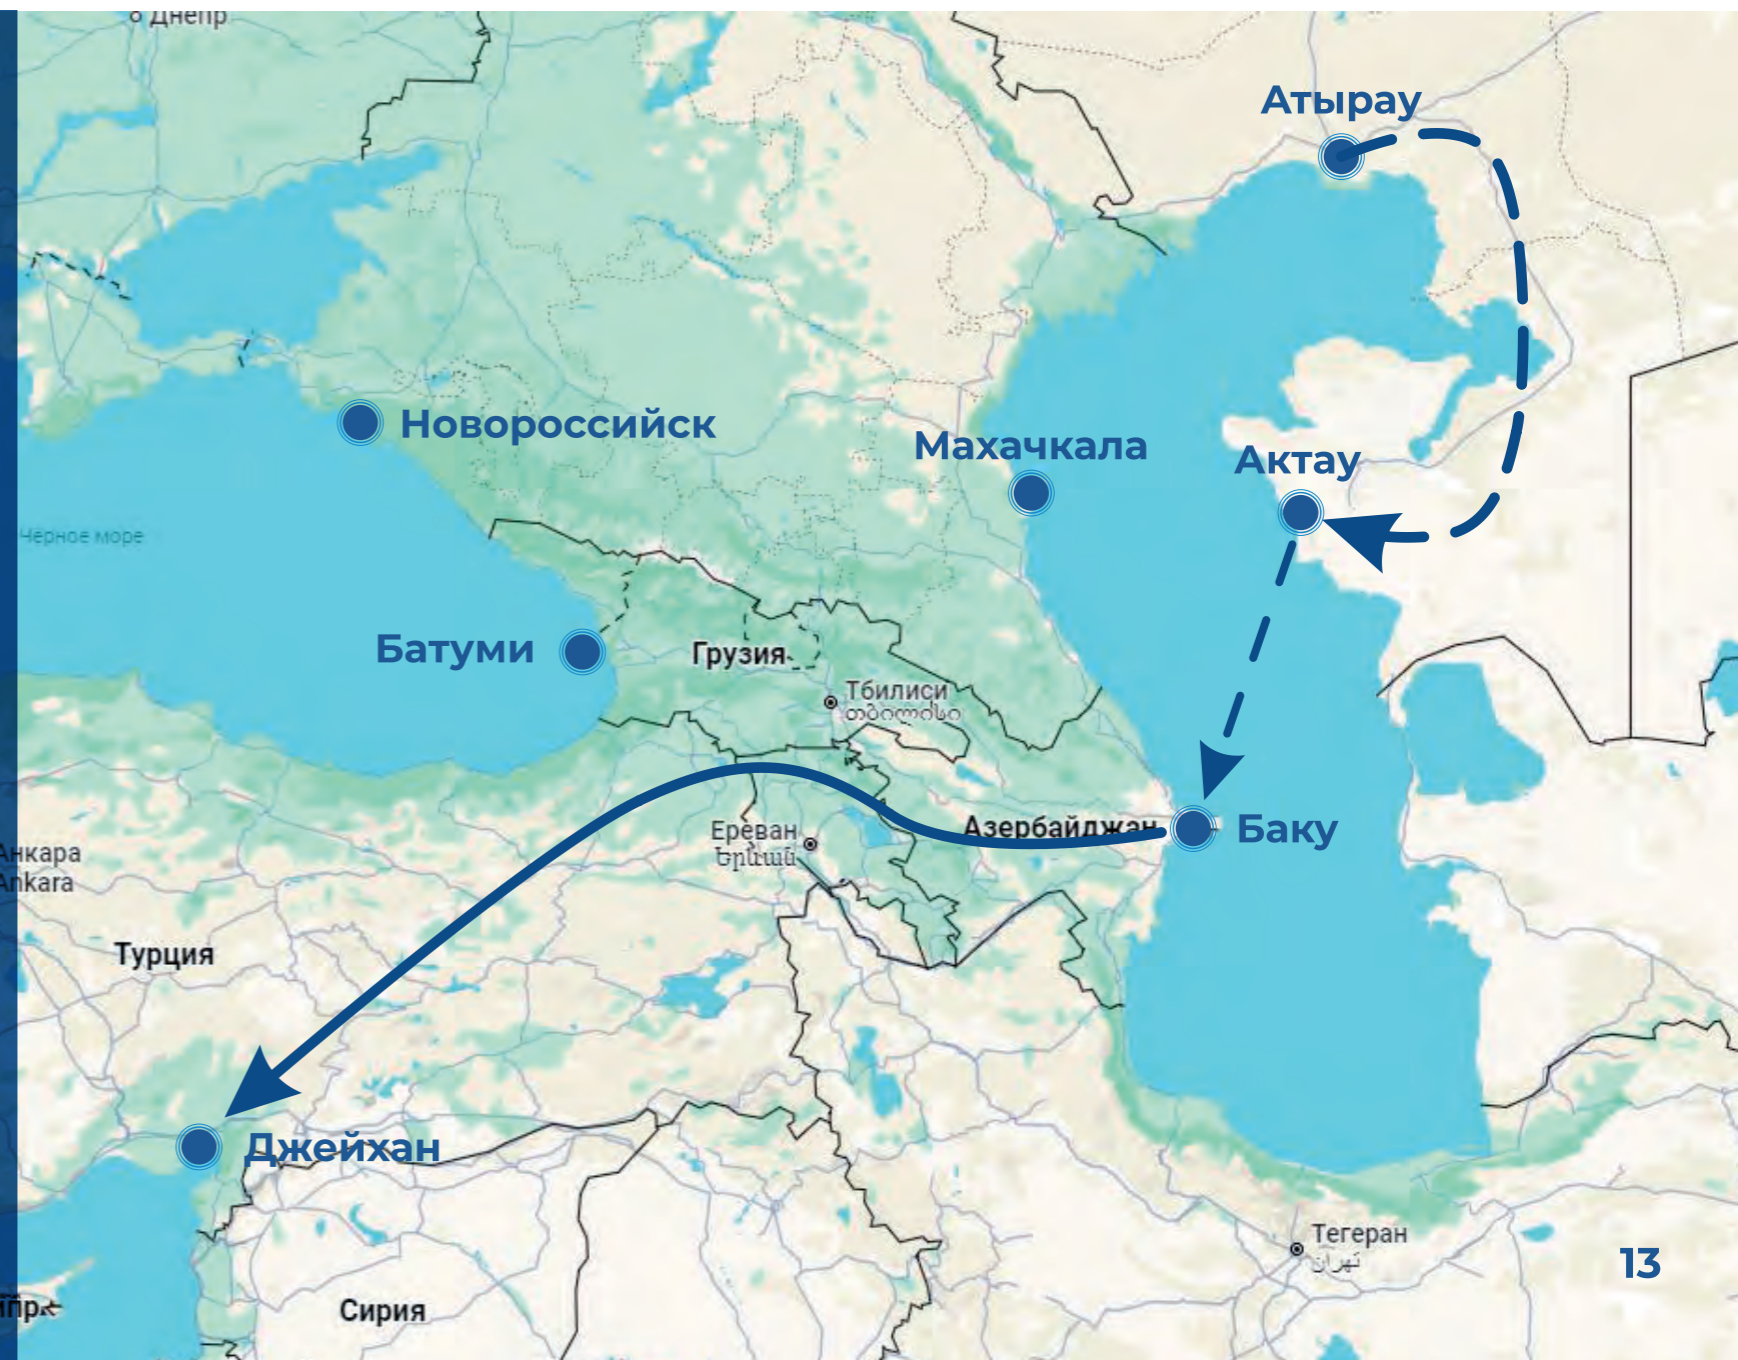 Днепр
Атырау
Новороссийск
Махачкала
Актау
Черное море
Батуми
Грузия
Тбилиси
თბილისი
Ереван
Երևան
Азербайджан
Баку
Анкара
Ankara
Турция
Джейхан
Тегеран
تهران
13
Сирия